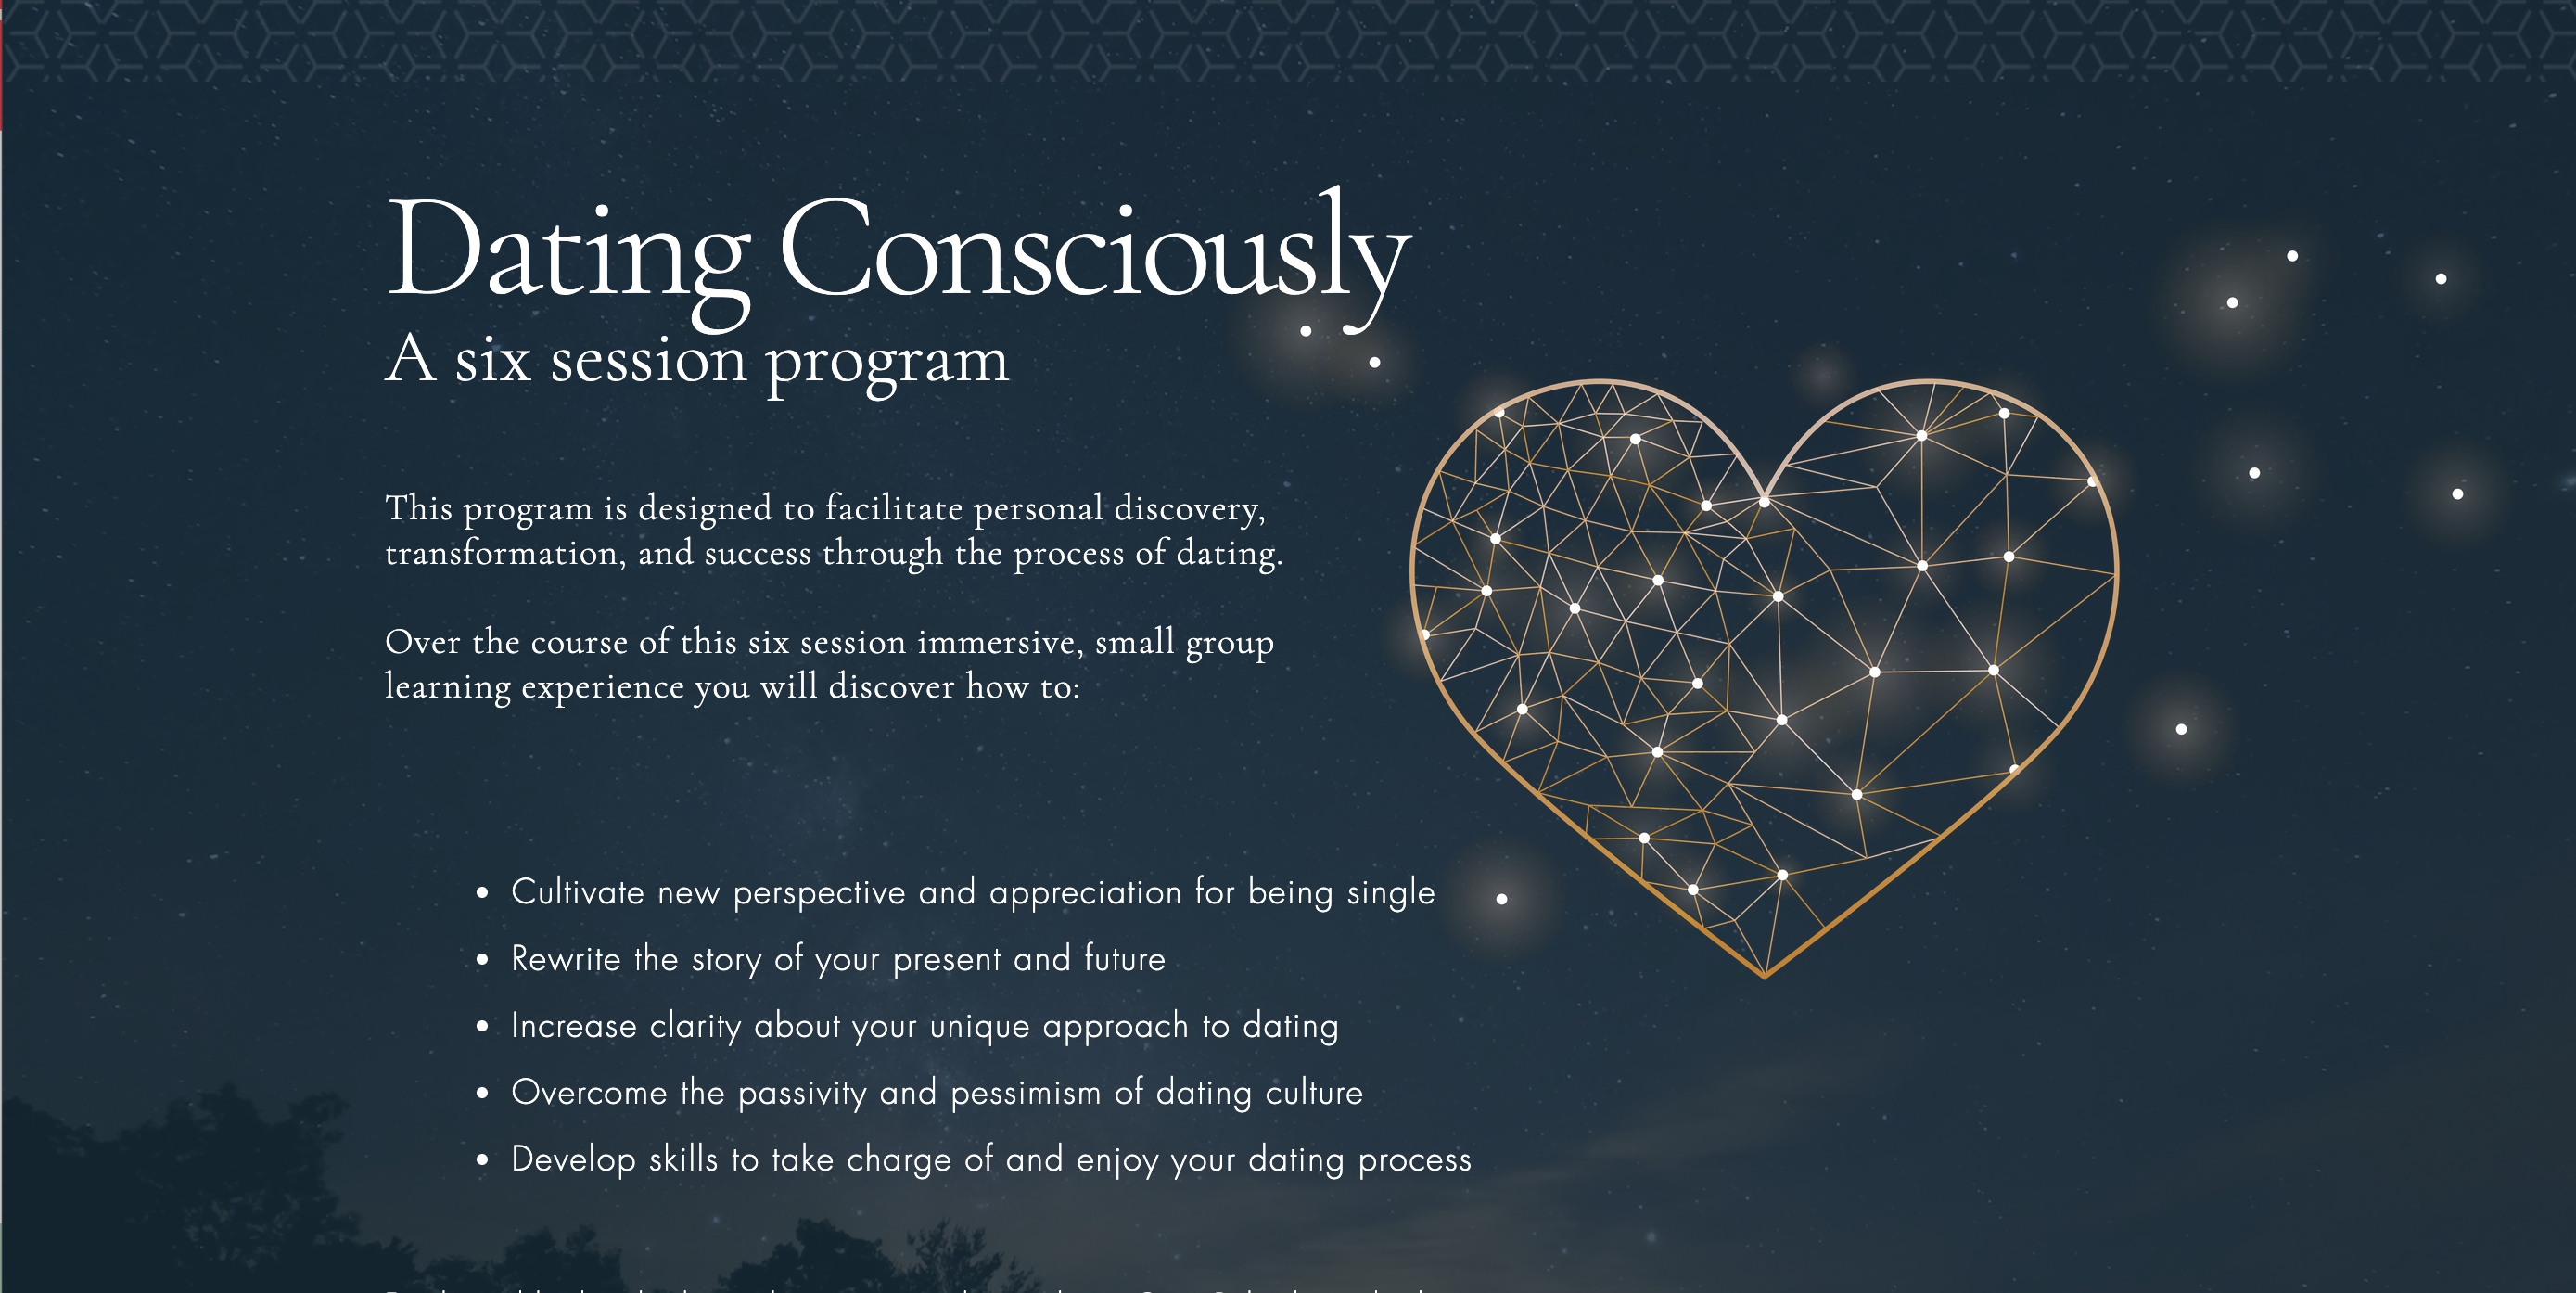 Dating Consciously
A six session program
This program is designed to facilitate personal discovery,
transformation, and success through the process of dating.
Over the course of this six session immersive, small group
learning experience you will discover how to:
• Cultivate new perspective and appreciation for being single
• Rewrite the story of your present and future
• Increase clarity about your unique approach to dating
• Overcome the passivity and pessimism of dating culture
• Develop skills to take charge of and enjoy your dating process